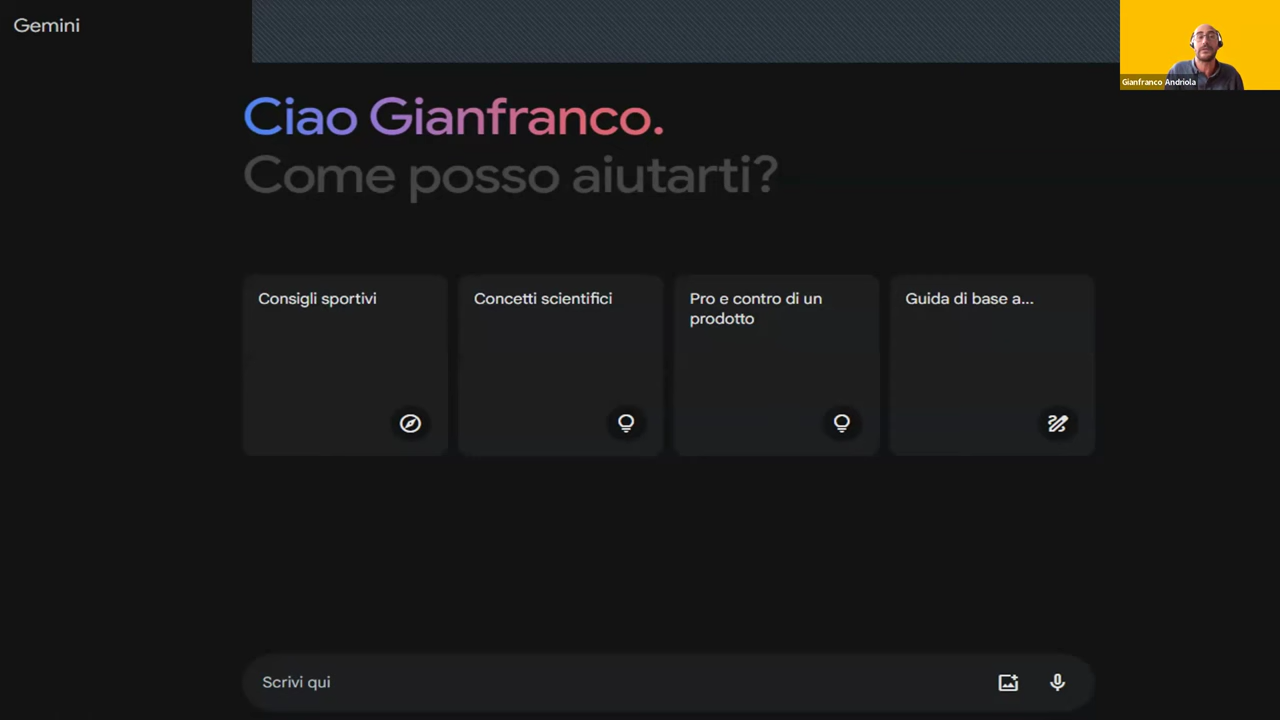 Gemini
Gianfranco Andriola
Ciao Gianfranco.
Come posso aiutarti?
Consigli sportivi
Concetti scientifici
Pro e contro di un
prodotto
Guida di base a...
Scrivi qui